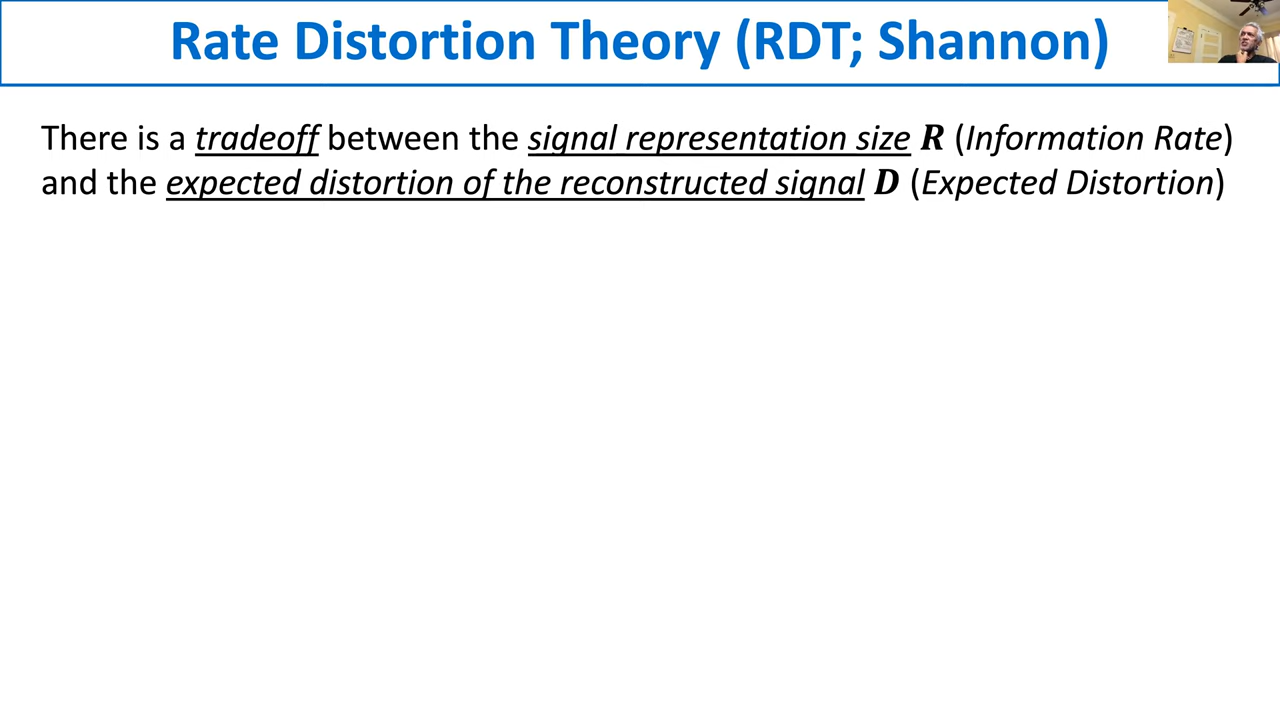 Rate Distortion Theory (RDT; Shannon)
There is a tradeoff between the signal representation size R (Information Rate)
and the expected distortion of the reconstructed signal D (Expected Distortion)